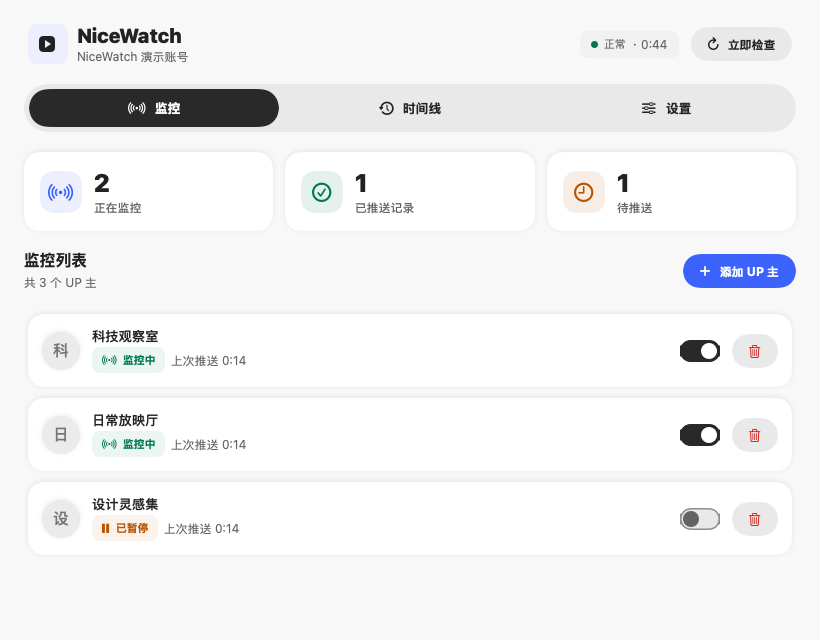 NiceWatch
NiceWatch 演示账号
正常 · 0:44
立即检查
监控
时间线
设置
2
正在监控
1
已推送记录
1
待推送
监控列表
共 3 个 UP 主
添加 UP 主
科
科技观察室
监控中 上次推送 0:14
日
日常放映厅
监控中 上次推送 0:14
设
设计灵感集
已暂停 上次推送 0:14